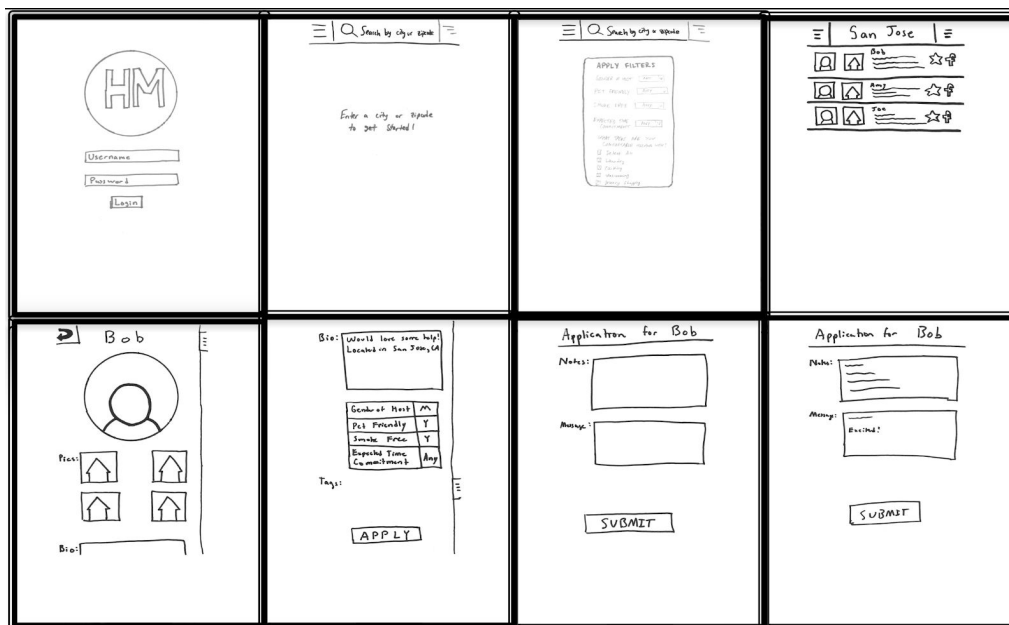 HM
Username
Password
Login
Search by city or zipcode
Enter a city or zipcode
to get started!
Search by city or zipcode
APPLY FILTERS
San Jose
Bob
Amy
Joe
Bob
Pics:
Bio:
Bio:
Would love some help!
Located in San Jose, CA
Gender of Host M
Pet Friendly Y
Smoke Free Y
Expected Time
Commitment Any
Tags:
APPLY
Application for Bob
Notes:
Message:
SUBMIT
Application for Bob
Notes:
Message:
Excited!
SUBMIT